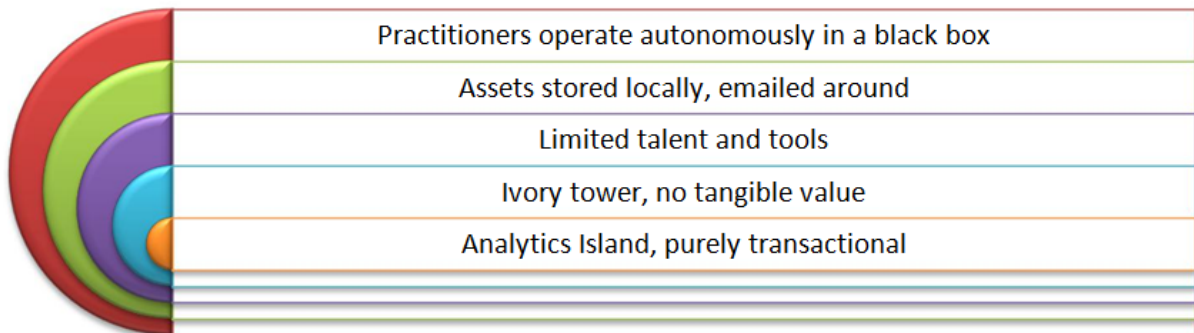 Practitioners operate autonomously in a black box
Assets stored locally, emailed around
Limited talent and tools
Ivory tower, no tangible value
Analytics Island, purely transactional